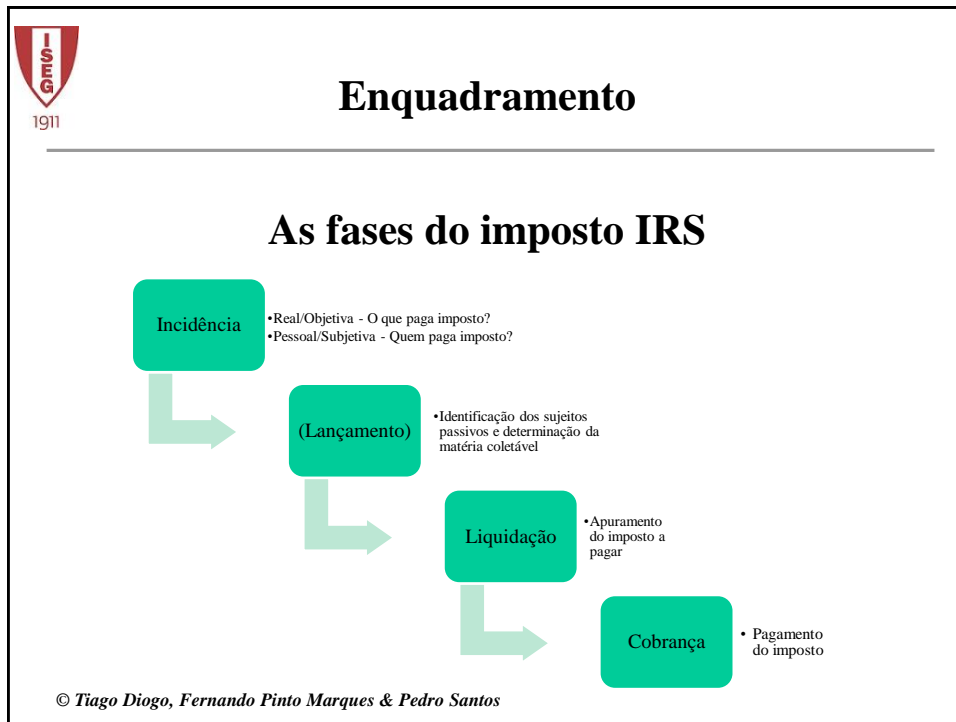 ISEG
1911
Enquadramento
As fases do imposto IRS
Incidência
•Real/Objetiva - O que paga imposto?
•Pessoal/Subjetiva - Quem paga imposto?
(Lançamento)
•Identificação dos sujeitos
passivos e determinação da
matéria coletável
Liquidação
•Apuramento
do imposto a
pagar
Cobrança
• Pagamento
do imposto
© Tiago Diogo, Fernando Pinto Marques & Pedro Santos